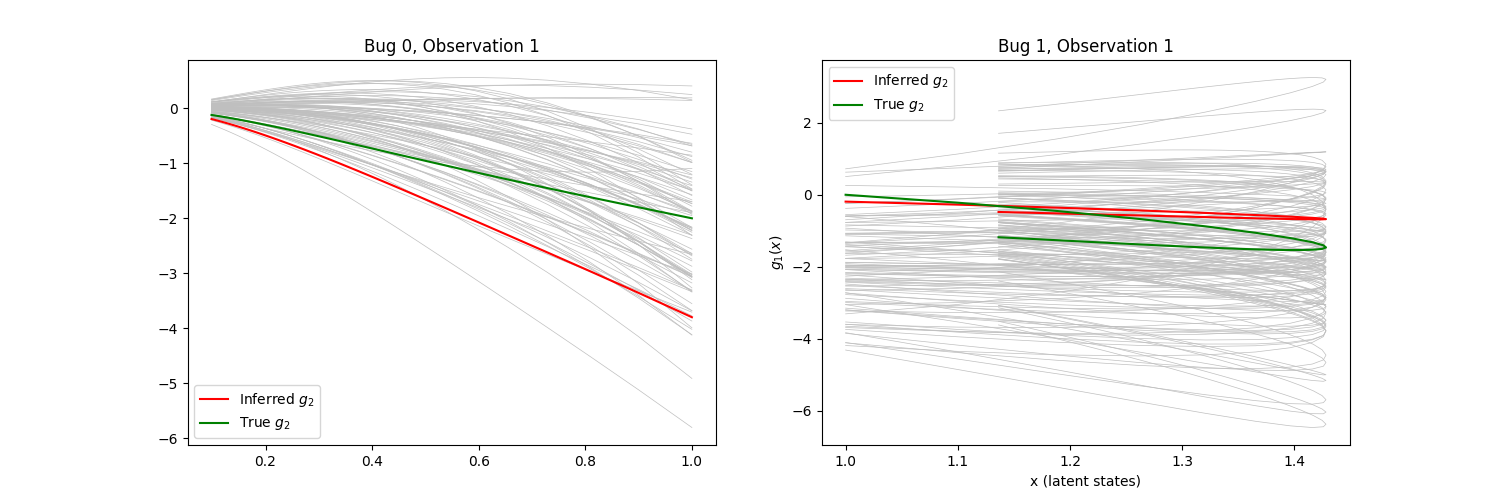 Bug 0, Observation 1
0
−1
−2
−3
−4
−5
−6
Inferred g₂
True g₂
0.2 0.4 0.6 0.8 1.0
Bug 1, Observation 1
Inferred g₂
True g₂
2
0
−2
−4
−6
g₁(x)
1.0 1.1 1.2 1.3 1.4
x (latent states)